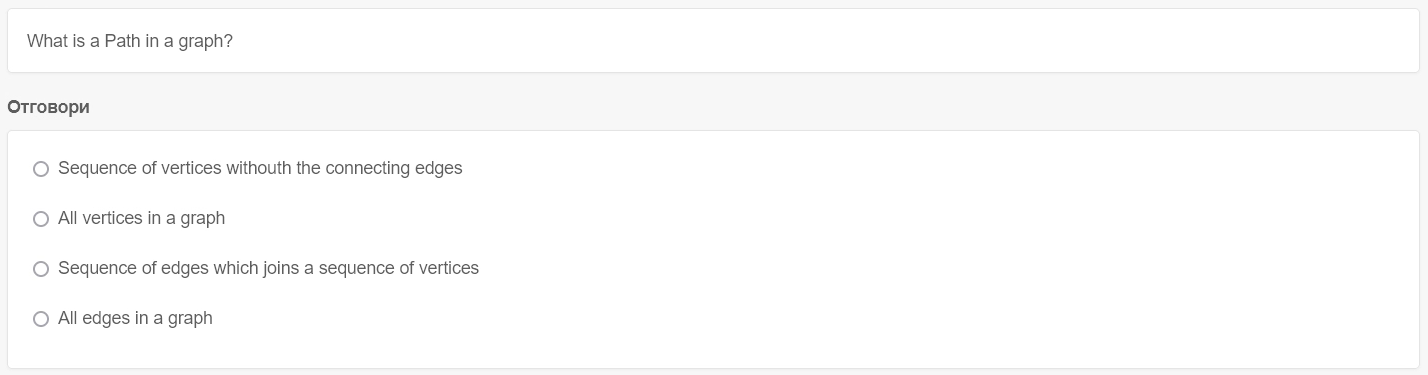 What is a Path in a graph?
Отговори
Sequence of vertices withouth the connecting edges
All vertices in a graph
Sequence of edges which joins a sequence of vertices
All edges in a graph